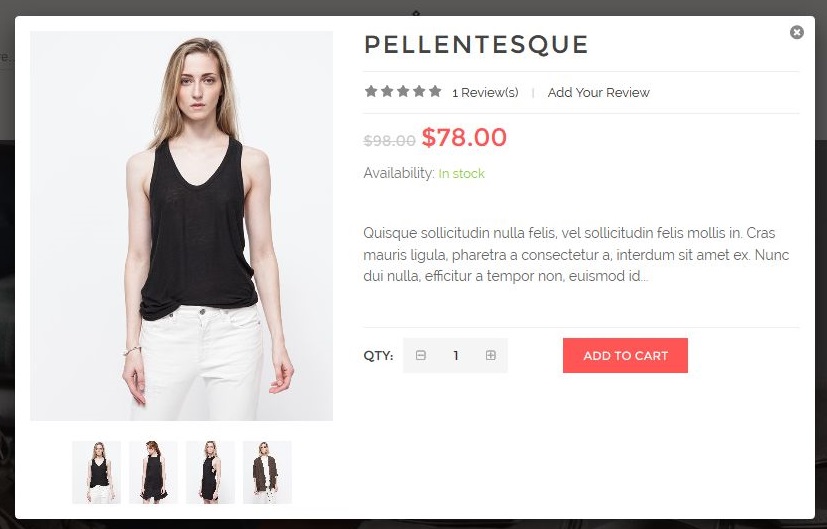 re...
PELLENTESQUE
1 Review(s) | Add Your Review
$98.00 $78.00
Availability: In stock
Quisque sollicitudin nulla felis, vel sollicitudin felis mollis in. Cras
mauris ligula, pharetra a consectetur a, interdum sit amet ex. Nunc
dui nulla, efficitur a tempor non, euismod id...
QTY: 1 ADD TO CART